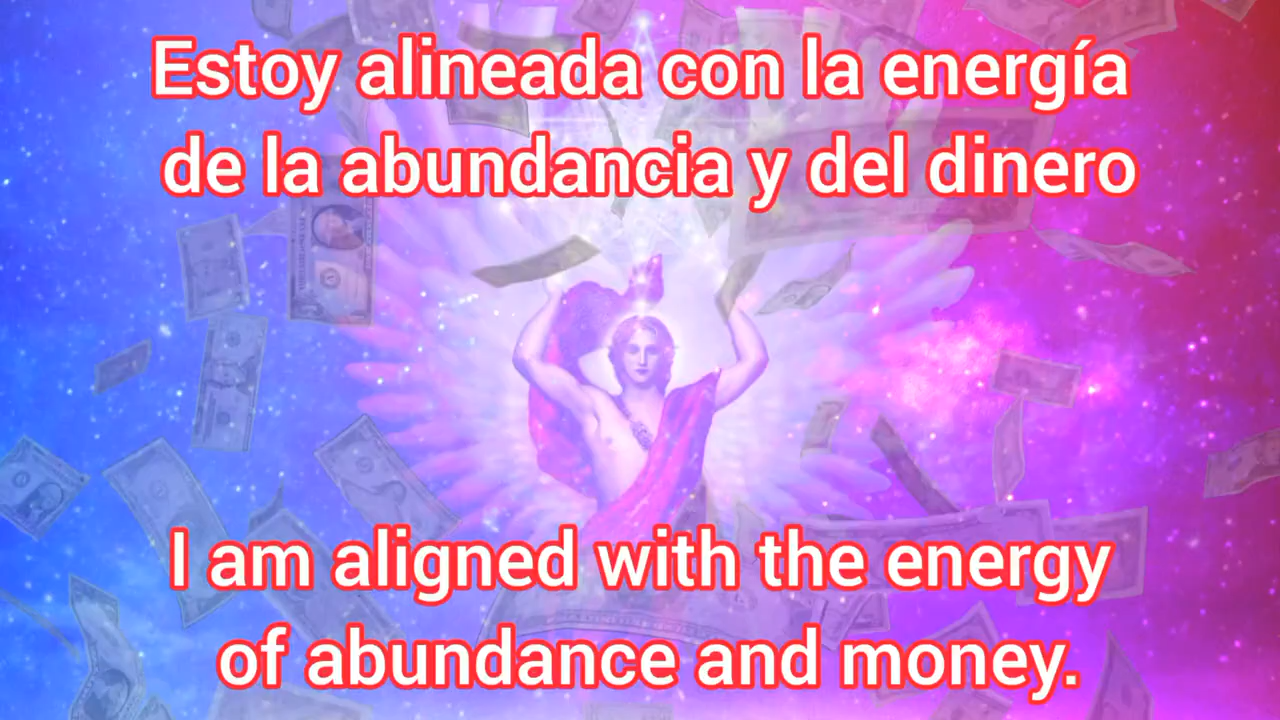 Estoy alineada con la energía
de la abundancia y del dinero
I am aligned with the energy
of abundance and money.